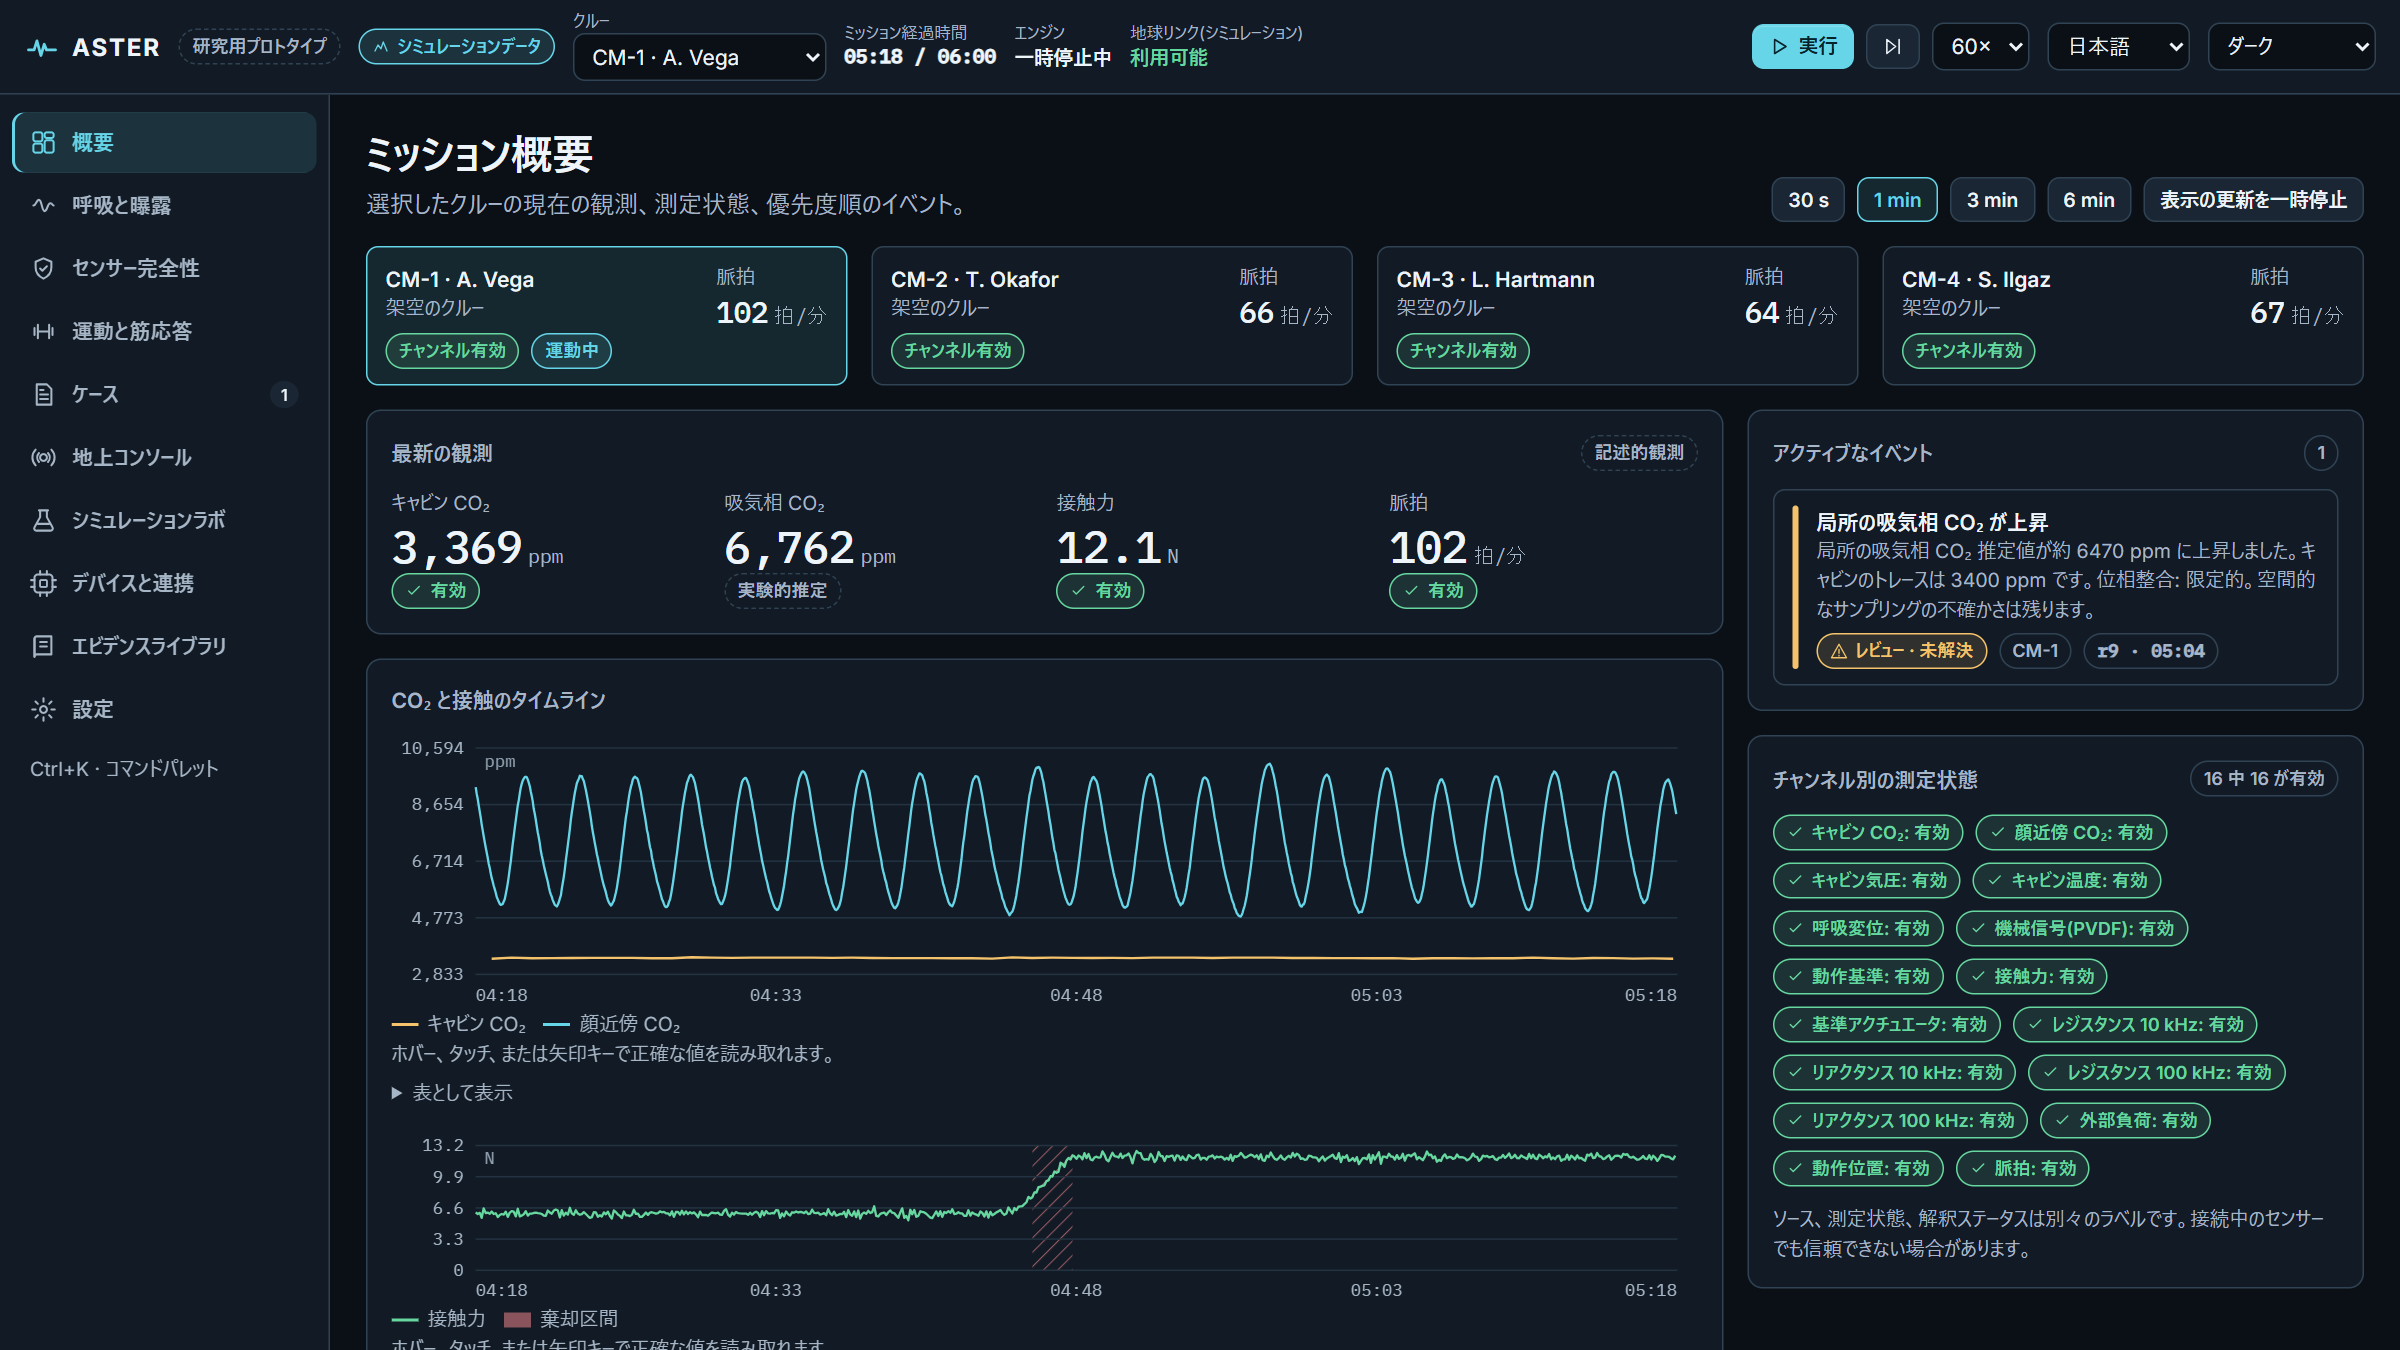 ASTER
研究用プロトタイプ
シミュレーションデータ
クルー
CM-1 · A. Vega
ミッション経過時間
05:18 / 06:00
エンジン
一時停止中
地球リンク(シミュレーション)
利用可能
実行
60×
日本語
ダーク
概要
呼吸と曝露
センサー完全性
運動と筋応答
ケース
1
地上コンソール
シミュレーションラボ
デバイスと連携
エビデンスライブラリ
設定
Ctrl+K · コマンドパレット
ミッション概要
選択したクルーの現在の観測、測定状態、優先度順のイベント。
30 s
1 min
3 min
6 min
表示の更新を一時停止
CM-1 · A. Vega
架空のクルー
脈拍
102 拍/分
チャンネル有効
運動中
CM-2 · T. Okafor
架空のクルー
脈拍
66 拍/分
チャンネル有効
CM-3 · L. Hartmann
架空のクルー
脈拍
64 拍/分
チャンネル有効
CM-4 · S. Ilgaz
架空のクルー
脈拍
67 拍/分
チャンネル有効
最新の観測
記述的観測
キャビン CO₂
3,369 ppm
有効
吸気相 CO₂
6,762 ppm
実験的推定
接触力
12.1 N
有効
脈拍
102 拍/分
有効
CO₂ と接触のタイムライン
10,594
ppm
8,654
6,714
4,773
2,833
04:18
04:33
04:48
05:03
05:18
キャビン CO₂
顔近傍 CO₂
ホバー、タッチ、または矢印キーで正確な値を読み取れます。
表として表示
13.2
N
9.9
6.6
3.3
0
04:18
04:33
04:48
05:03
05:18
接触力
棄却区間
ホバー、タッチ、または矢印キーで正確な値を読み取れます。
アクティブなイベント
1
局所の吸気相 CO₂ が上昇
局所の吸気相 CO₂ 推定値が約 6470 ppm に上昇しました。キ
ャビンのトレースは 3400 ppm です。位相整合: 限定的。空間的
なサンプリングの不確かさは残ります。
レビュー · 未解決
CM-1
r9 · 05:04
チャンネル別の測定状態
16 中 16 が有効
キャビン CO₂: 有効
顔近傍 CO₂: 有効
キャビン気圧: 有効
キャビン温度: 有効
呼吸変位: 有効
機械信号(PVDF): 有効
動作基準: 有効
接触力: 有効
基準アクチュエータ: 有効
レジスタンス 10 kHz: 有効
リアクタンス 10 kHz: 有効
レジスタンス 100 kHz: 有効
リアクタンス 100 kHz: 有効
外部負荷: 有効
動作位置: 有効
脈拍: 有効
ソース、測定状態、解釈ステータスは別々のラベルです。接続中のセンサー
でも信頼できない場合があります。